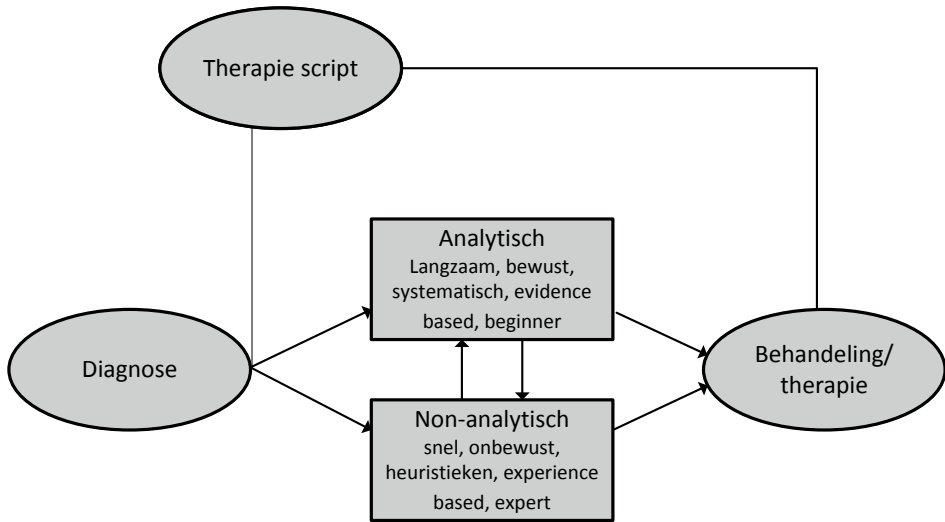 Therapie script
Analytisch
Langzaam, bewust,
systematisch, evidence
based, beginner
Diagnose
Behandeling/
therapie
Non-analytisch
snel, onbewust,
heuristieken, experience
based, expert